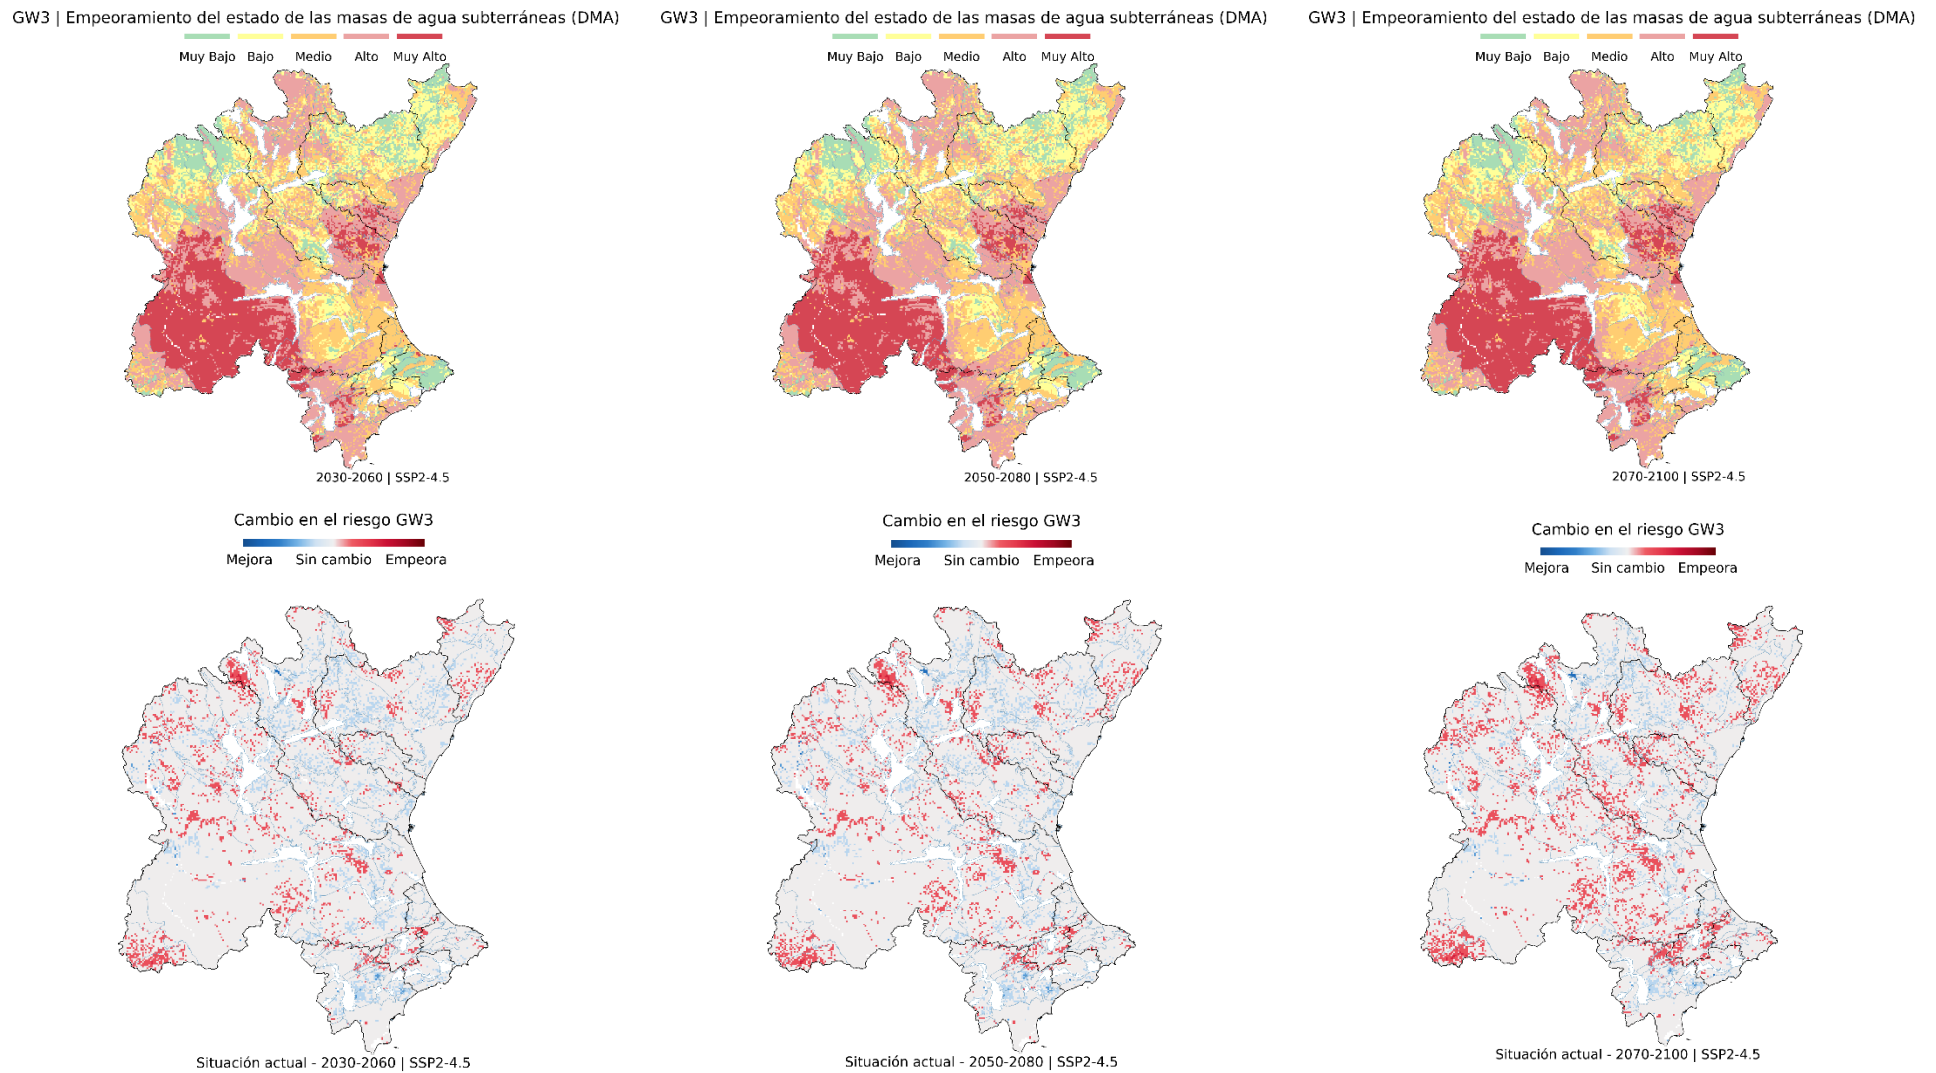 GW3 | Empeoramiento del estado de las masas de agua subterráneas (DMA)
Muy Bajo Bajo Medio Alto Muy Alto
2030-2060 | SSP2-4.5
GW3 | Empeoramiento del estado de las masas de agua subterráneas (DMA)
Muy Bajo Bajo Medio Alto Muy Alto
2050-2080 | SSP2-4.5
GW3 | Empeoramiento del estado de las masas de agua subterráneas (DMA)
Muy Bajo Bajo Medio Alto Muy Alto
2070-2100 | SSP2-4.5
Cambio en el riesgo GW3
Mejora Sin cambio Empeora
Situación actual - 2030-2060 | SSP2-4.5
Cambio en el riesgo GW3
Mejora Sin cambio Empeora
Situación actual - 2050-2080 | SSP2-4.5
Cambio en el riesgo GW3
Mejora Sin cambio Empeora
Situación actual - 2070-2100 | SSP2-4.5